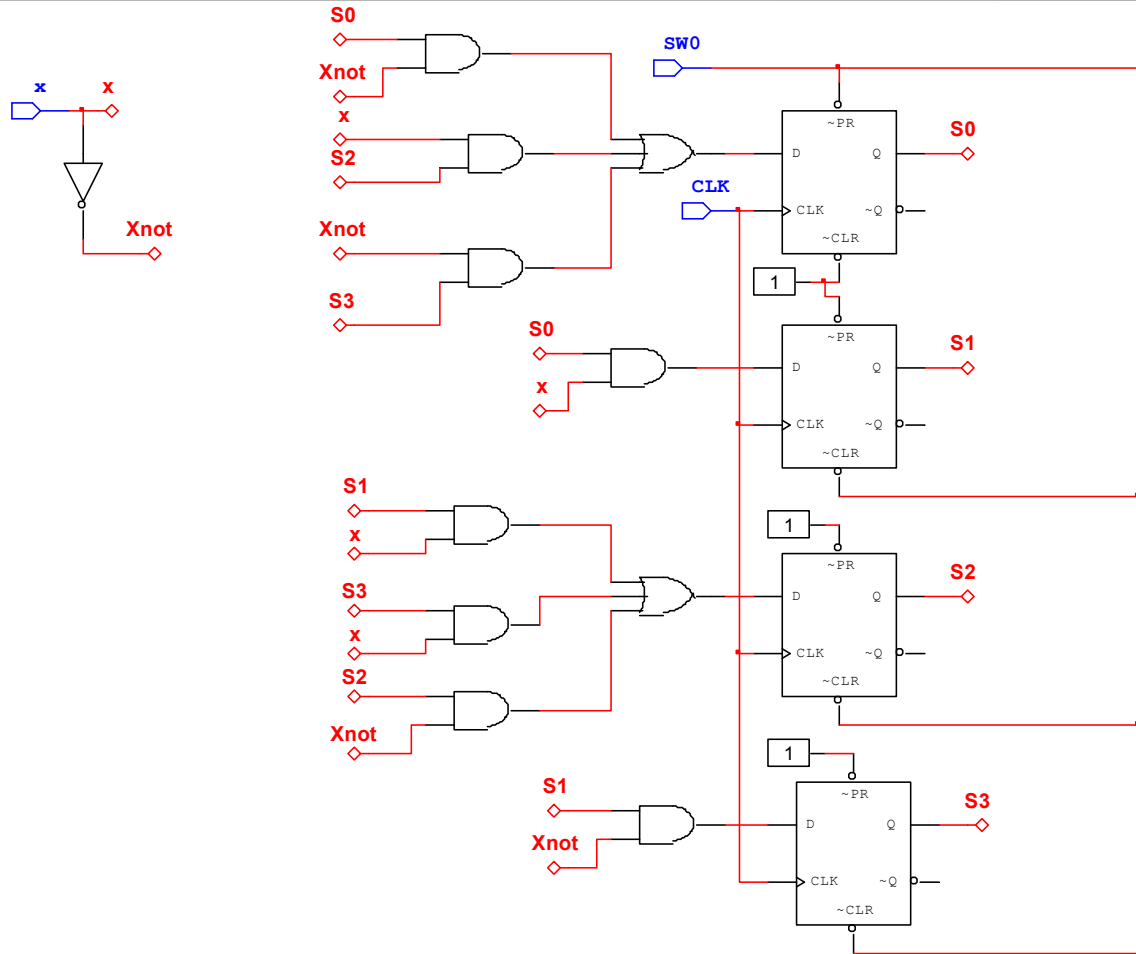 S0
SW0
Xnot
x
x
~PR
x
S2
D
Q
S0
CLK
CLK
~Q
Xnot
Xnot
~CLR
1
S3
~PR
S0
S1
D
Q
x
CLK
~Q
~CLR
S1
x
1
~PR
S3
S2
D
Q
x
CLK
~Q
S2
~CLR
Xnot
1
S1
~PR
S3
D
Q
Xnot
CLK
~Q
~CLR